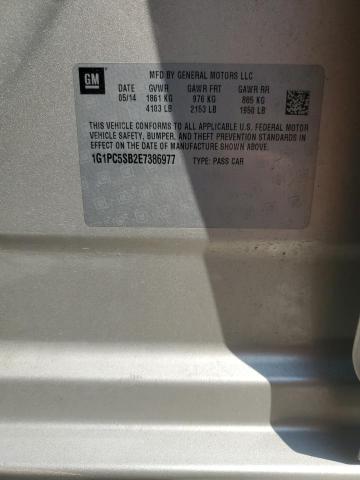 GM
MFD BY GENERAL MOTORS LLC
DATE GVWR GAWR FRT GAWR RR
05/14 1861 KG 976 KG 885 KG
4103 LB 2153 LB 1950 LB
THIS VEHICLE CONFORMS TO ALL APPLICABLE U.S. FEDERAL MOTOR
VEHICLE SAFETY, BUMPER, AND THEFT PREVENTION STANDARDS
IN EFFECT ON THE DATE OF MANUFACTURE SHOWN ABOVE.
1G1PC5SB2E7386977 TYPE: PASS CAR